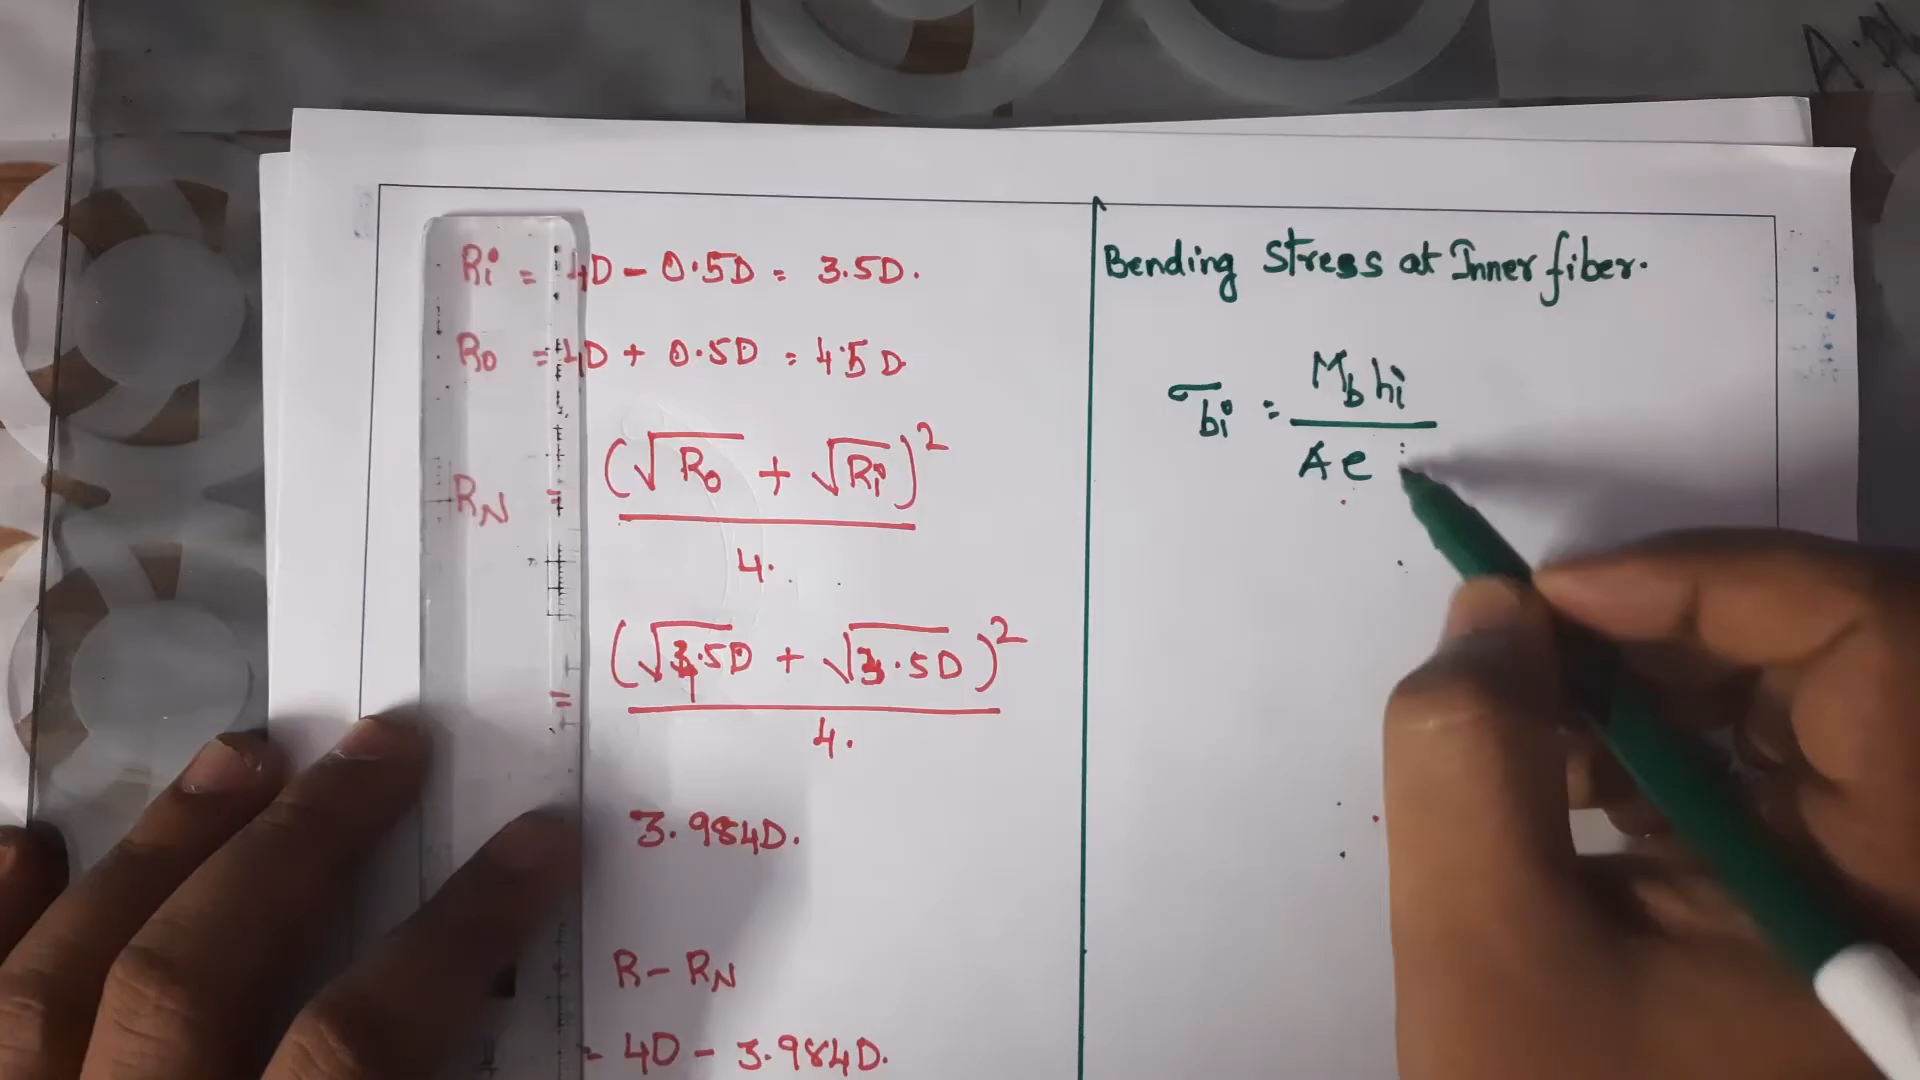 Ri = 4D - 0.5D = 3.5D.
Ro = 4D + 0.5D = 4.5D
RN = (√Ro + √Ri)²
4.
= (√4.5D + √3.5D)²
4.
3.984D.
R - RN
= 4D - 3.984D.
Bending Stress at Inner fiber.
σbi = Mb hi
A e